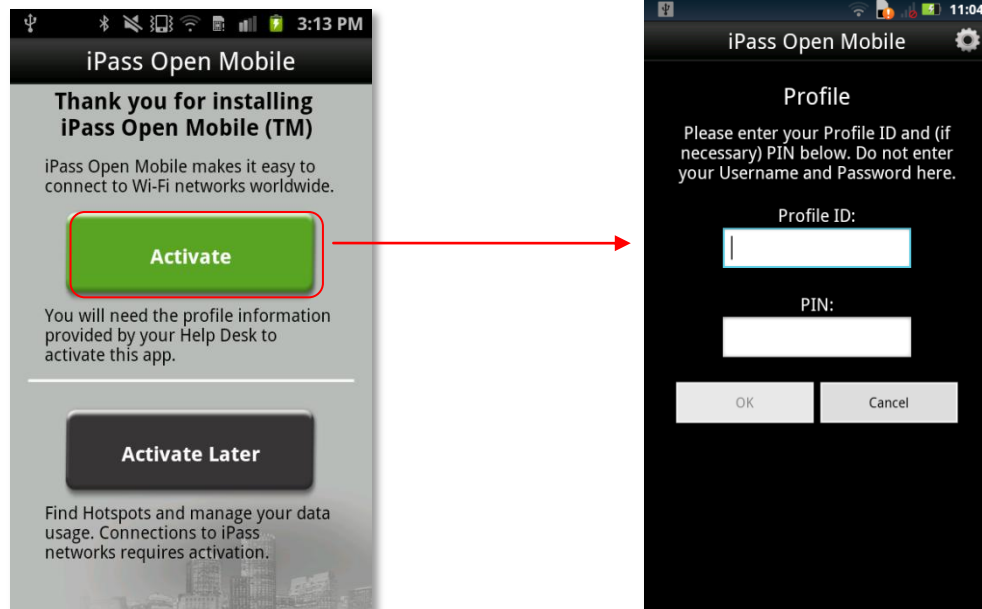 3:13 PM
iPass Open Mobile
Thank you for installing
iPass Open Mobile (TM)
iPass Open Mobile makes it easy to
connect to Wi-Fi networks worldwide.
Activate
You will need the profile information
provided by your Help Desk to
activate this app.
Activate Later
Find Hotspots and manage your data
usage. Connections to iPass
networks requires activation.
11:04
iPass Open Mobile
Profile
Please enter your Profile ID and (if
necessary) PIN below. Do not enter
your Username and Password here.
Profile ID:
PIN:
OK
Cancel